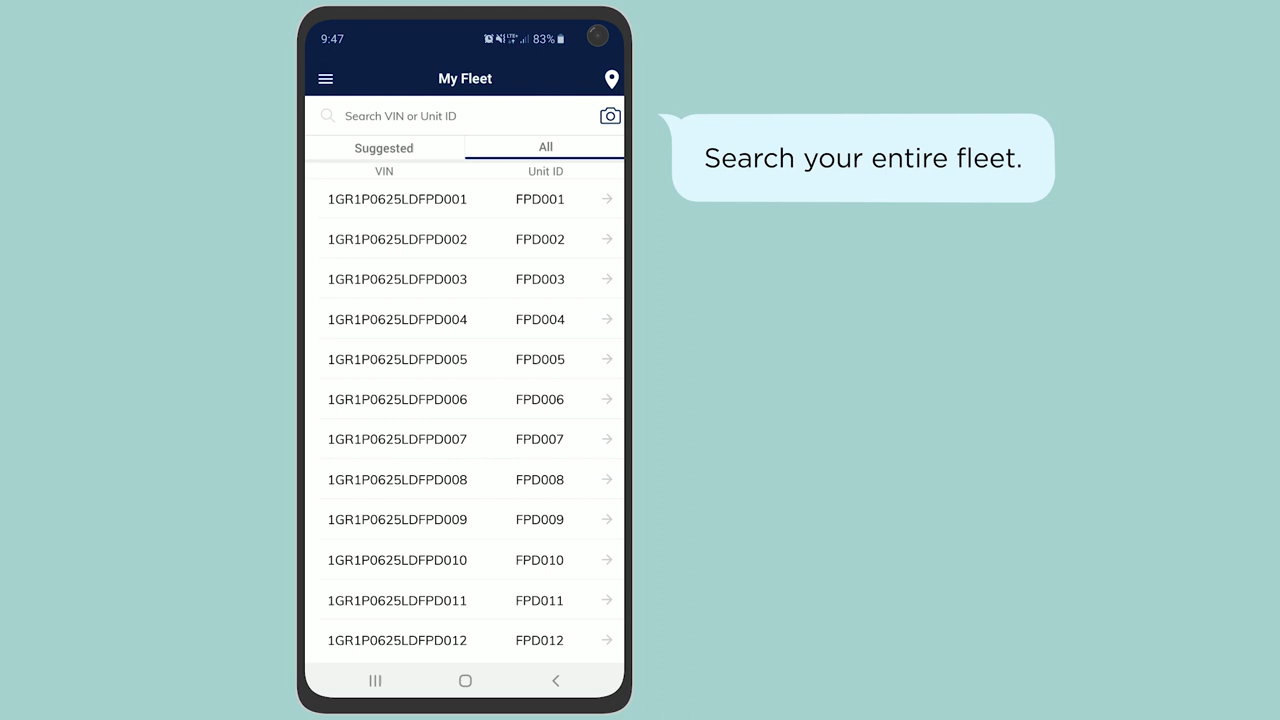 9:47
LTE+ 83%
My Fleet
Search VIN or Unit ID
Suggested All
VIN Unit ID
1GR1P0625LDFPD001 FPD001
1GR1P0625LDFPD002 FPD002
1GR1P0625LDFPD003 FPD003
1GR1P0625LDFPD004 FPD004
1GR1P0625LDFPD005 FPD005
1GR1P0625LDFPD006 FPD006
1GR1P0625LDFPD007 FPD007
1GR1P0625LDFPD008 FPD008
1GR1P0625LDFPD009 FPD009
1GR1P0625LDFPD010 FPD010
1GR1P0625LDFPD011 FPD011
1GR1P0625LDFPD012 FPD012
Search your entire fleet.